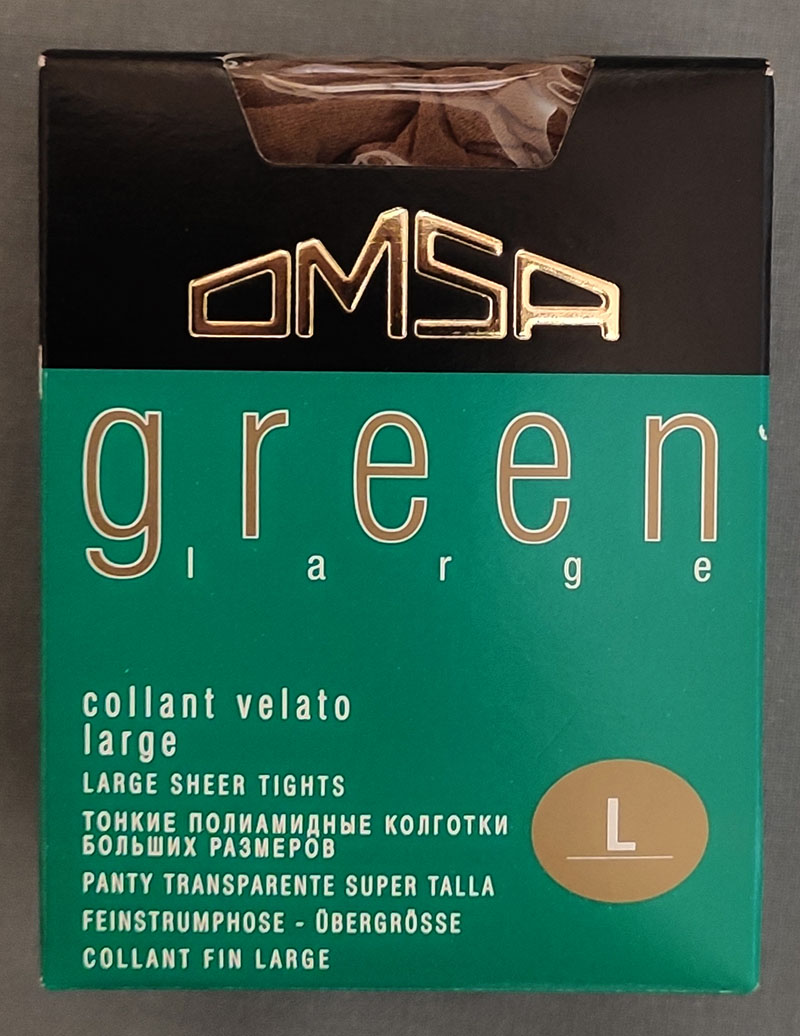 OMSA
green
large
collant velato
large
LARGE SHEER TIGHTS
ТОНКИЕ ПОЛИАМИДНЫЕ КОЛГОТКИ
БОЛЬШИХ РАЗМЕРОВ
PANTY TRANSPARENTE SUPER TALLA
FEINSTRUMPHOSE - ÜBERGRÖSSE
COLLANT FIN LARGE
L